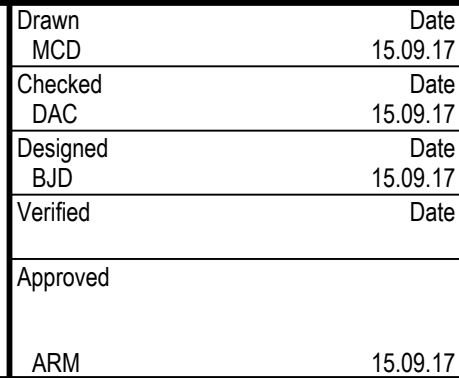 Drawn Date
MCD 15.09.17
Checked Date
DAC 15.09.17
Designed Date
BJD 15.09.17
Verified Date
Approved
ARM 15.09.17